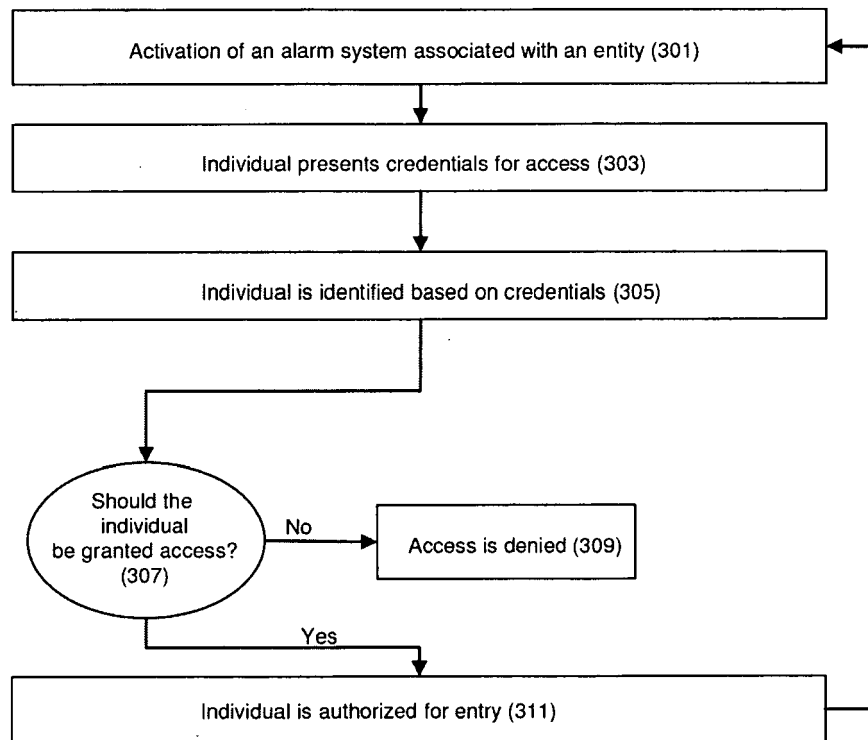 Activation of an alarm system associated with an entity (301)
Individual presents credentials for access (303)
Individual is identified based on credentials (305)
Should the
individual
be granted access?
(307)
No
Access is denied (309)
Yes
Individual is authorized for entry (311)